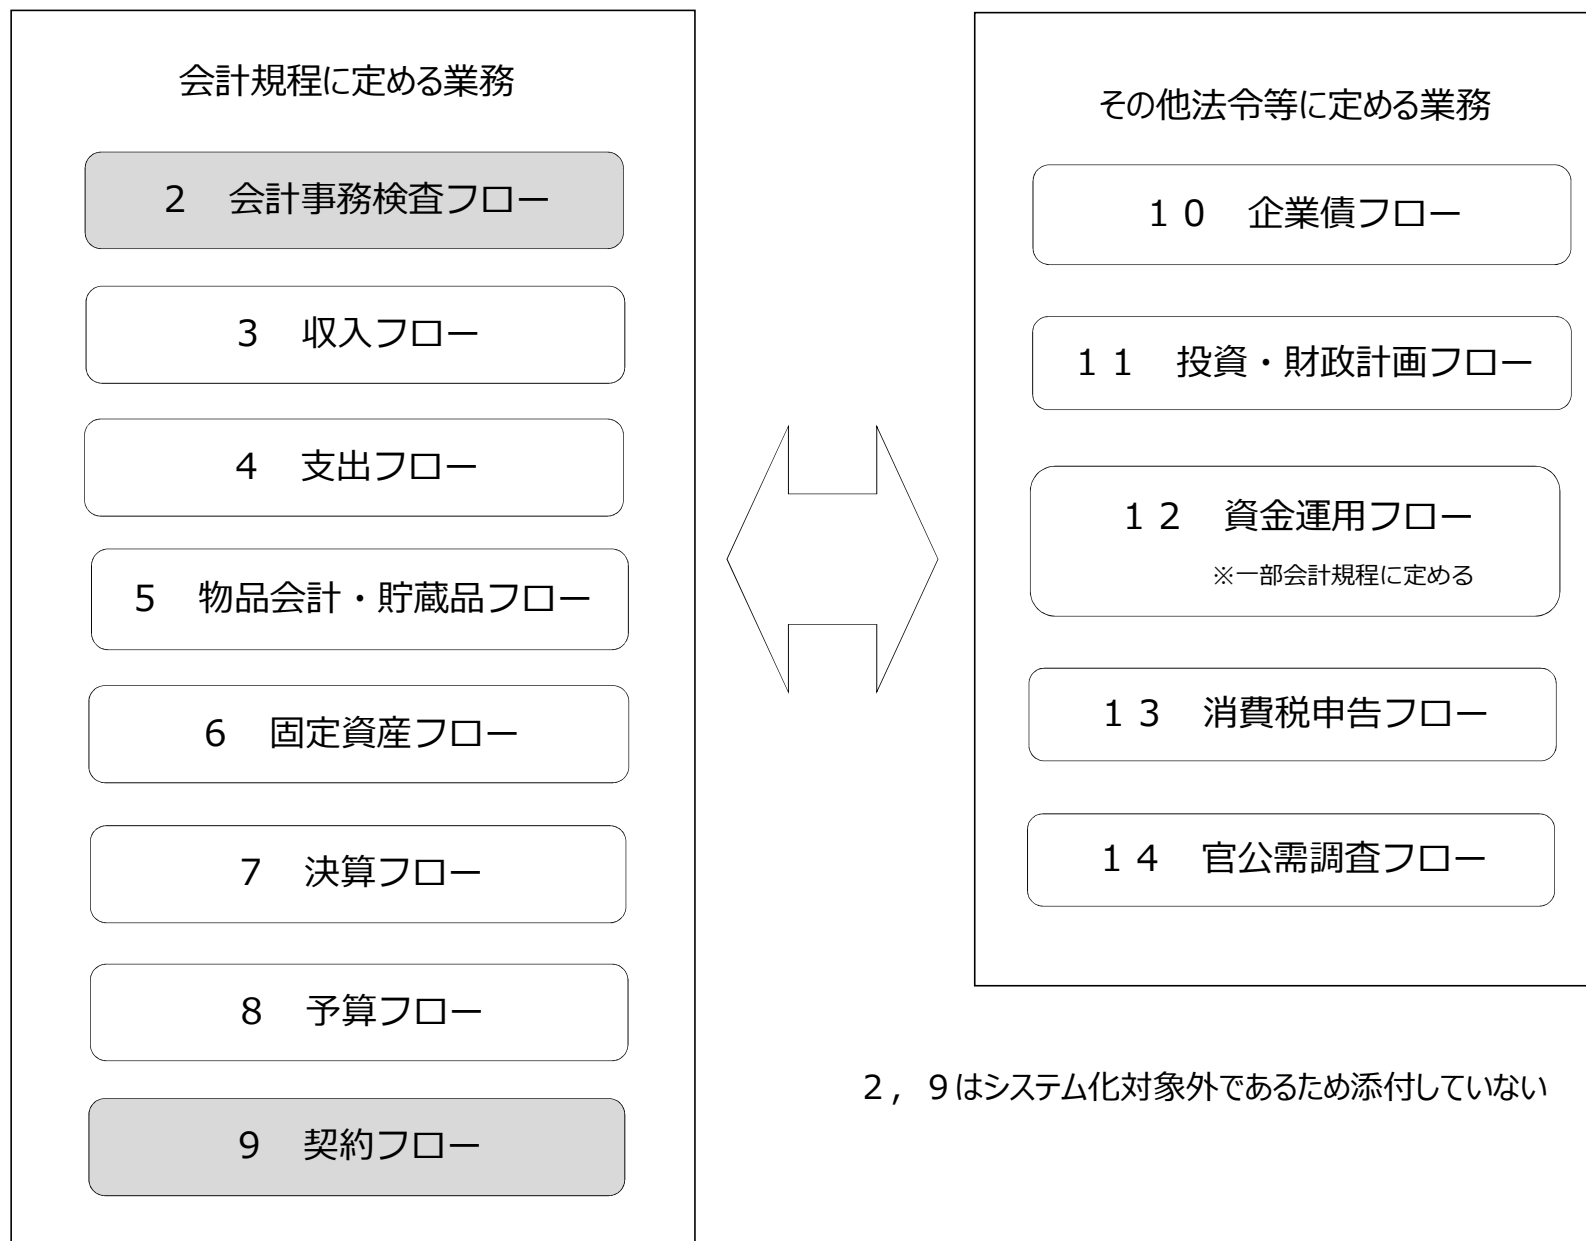 会計規程に定める業務
２　会計事務検査フロー
３　収入フロー
４　支出フロー
５　物品会計・貯蔵品フロー
６　固定資産フロー
７　決算フロー
８　予算フロー
９　契約フロー
その他法令等に定める業務
１０　企業債フロー
１１　投資・財政計画フロー
１２　資金運用フロー
※一部会計規程に定める
１３　消費税申告フロー
１４　官公需調査フロー
２，９はシステム化対象外であるため添付していない